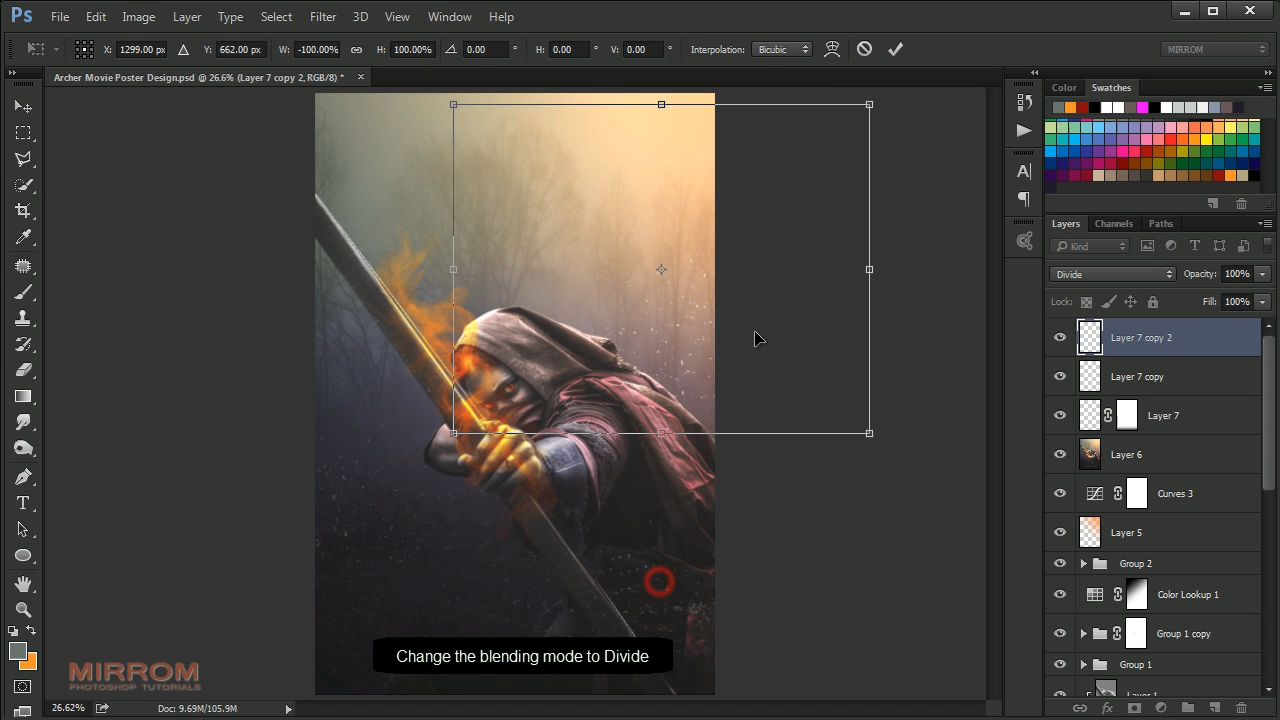 Ps File Edit Image Layer Type Select Filter 3D View Window Help
X: 1299.00 px Y: 662.00 px W: -100.00% H: 100.00% 0.00 ° H: 0.00 ° V: 0.00 ° Interpolation: Bicubic MIRROM
Archer Movie Poster Design.psd @ 26.6% (Layer 7 copy 2, RGB/8) *
Color Swatches
Layers Channels Paths
Kind
Divide Opacity: 100%
Lock: Fill: 100%
Layer 7 copy 2
Layer 7 copy
Layer 7
Layer 6
Curves 3
Layer 5
Group 2
Color Lookup 1
Group 1 copy
Group 1
Layer 1
Change the blending mode to Divide
MIRROM
PHOTOSHOP TUTORIALS
26.62% Doc: 9.69M/105.9M